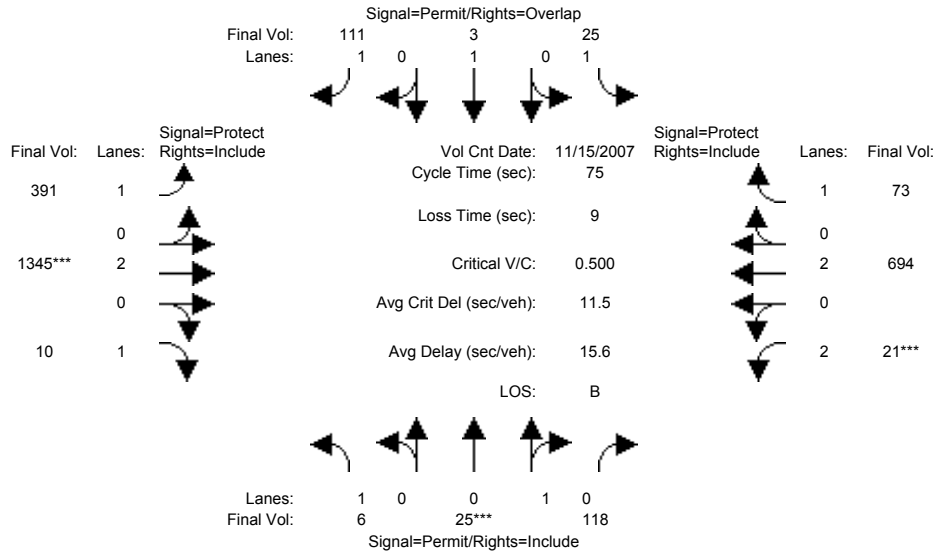 Signal=Permit/Rights=Overlap
Final Vol: 111 3 25
Lanes: 1 0 1 0 1
Signal=Protect Signal=Protect
Final Vol: Lanes: Rights=Include Vol Cnt Date: 11/15/2007 Rights=Include Lanes: Final Vol:
Cycle Time (sec): 75
391 1 1 73
Loss Time (sec): 9
0 0
1345*** 2 Critical V/C: 0.500 2 694
0 Avg Crit Del (sec/veh): 11.5 0
10 1 Avg Delay (sec/veh): 15.6 2 21***
LOS: B
Lanes: 1 0 0 1 0
Final Vol: 6 25*** 118
Signal=Permit/Rights=Include